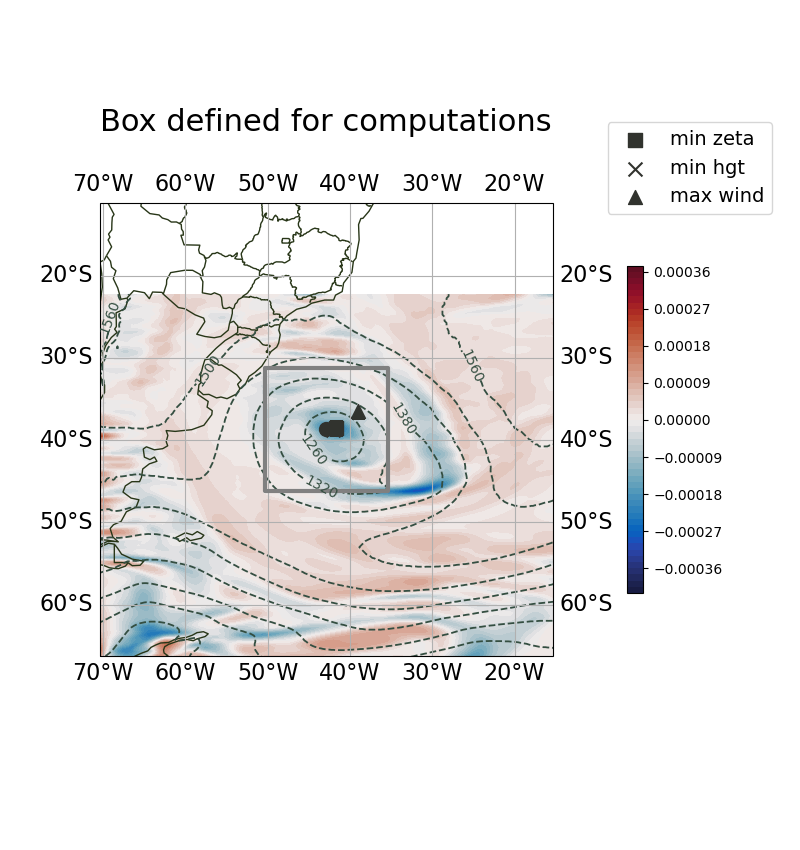 Box defined for computations
min zeta
min hgt
max wind
70°W 60°W 50°W 40°W 30°W 20°W
20°S 20°S
30°S 30°S
40°S 40°S
50°S 50°S
60°S 60°S
70°W 60°W 50°W 40°W 30°W 20°W
1560
1500
1560
1380
1260
1320
0.00036
0.00027
0.00018
0.00009
0.00000
−0.00009
−0.00018
−0.00027
−0.00036